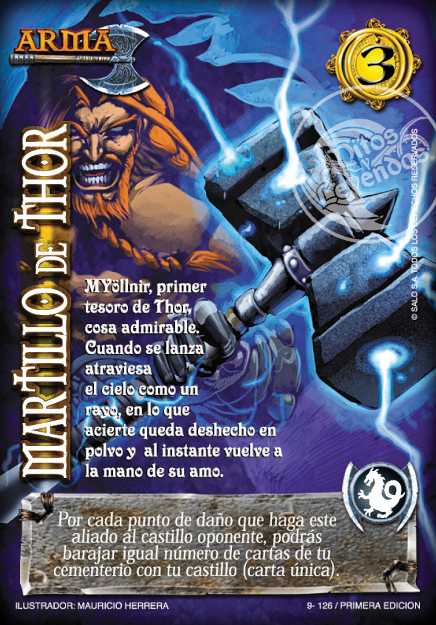 ARMA
3
Mitos y Leyendas
© SALO S.A. TODOS LOS DERECHOS RESERVADOS
MARTILLO DE THOR
MYöllnir, primer
tesoro de Thor,
cosa admirable.
Cuando se lanza
atraviesa
el cielo como un
rayo, en lo que
acierte queda deshecho en
polvo y al instante vuelve a
la mano de su amo.
Por cada punto de daño que haga este
aliado al castillo oponente, podrás
barajar igual número de cartas de tu
cementerio con tu castillo (carta única).
ILUSTRADOR: MAURICIO HERRERA
9- 126 / PRIMERA EDICION